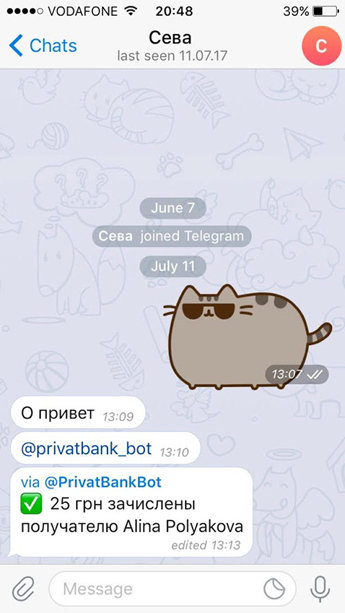 VODAFONE 20:48 39%
Chats
Сева
last seen 11.07.17
C
June 7
Сева joined Telegram
July 11
13:07
О привет 13:09
@privatbank_bot 13:10
via @PrivatBankBot
25 грн зачислены
получателю Alina Polyakova
edited 13:13
Message